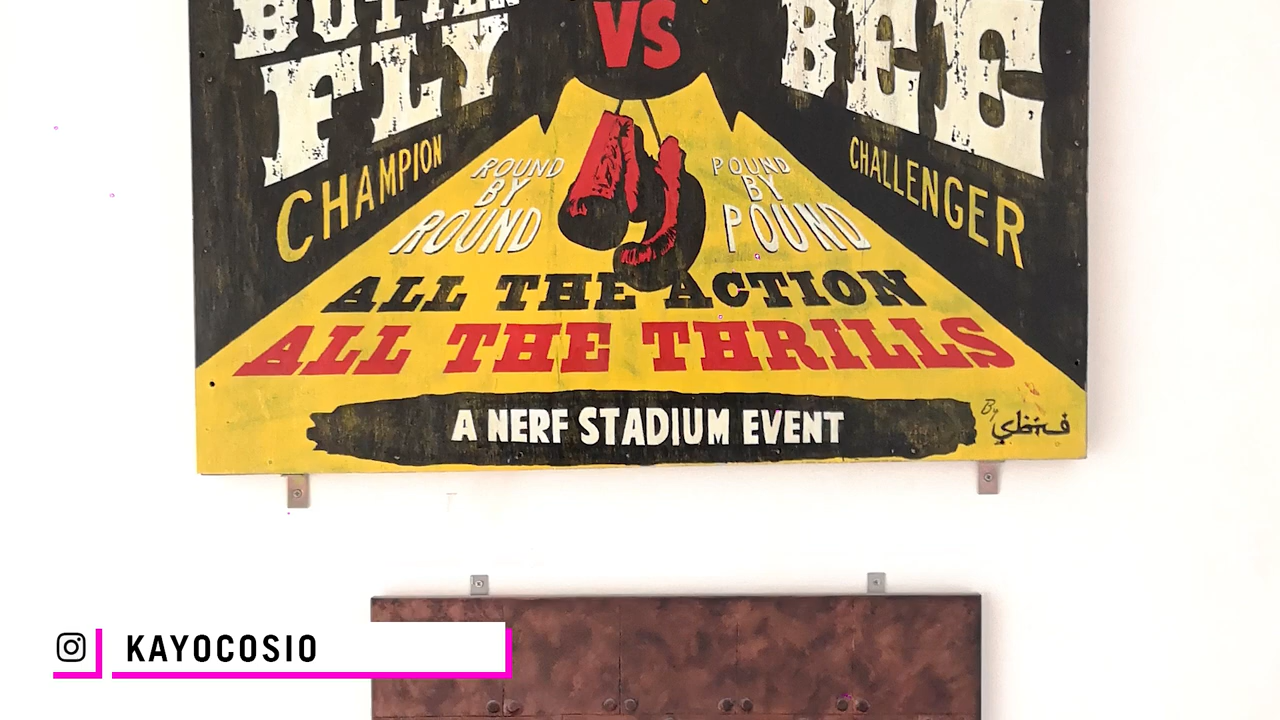 FLY
VS
BEE
CHAMPION
CHALLENGER
ROUND
BY
ROUND
POUND
BY
POUND
ALL THE ACTION
ALL THE THRILLS
A NERF STADIUM EVENT
By
KAYOCOSIO